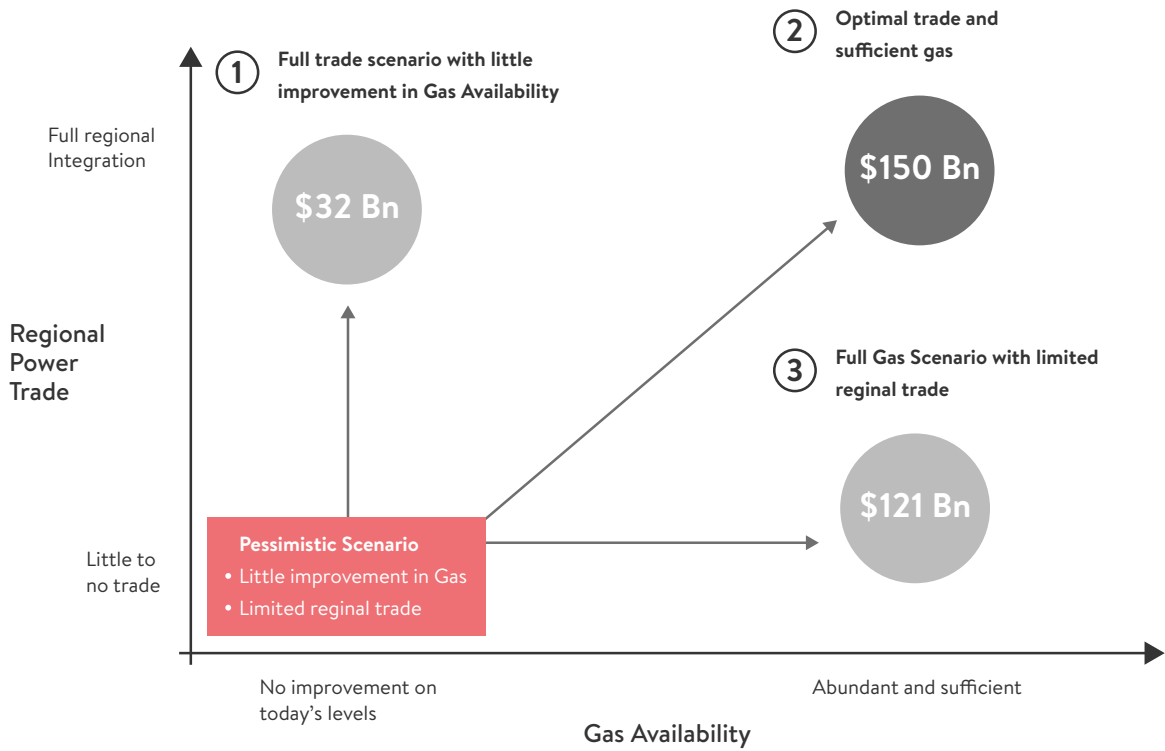 1
Full trade scenario with little
improvement in Gas Availability
2
Optimal trade and
sufficient gas
Full regional
Integration
$32 Bn
$150 Bn
Regional
Power
Trade
3
Full Gas Scenario with limited
reginal trade
$121 Bn
Little to
no trade
Pessimistic Scenario
• Little improvement in Gas
• Limited reginal trade
No improvement on
today's levels
Abundant and sufficient
Gas Availability